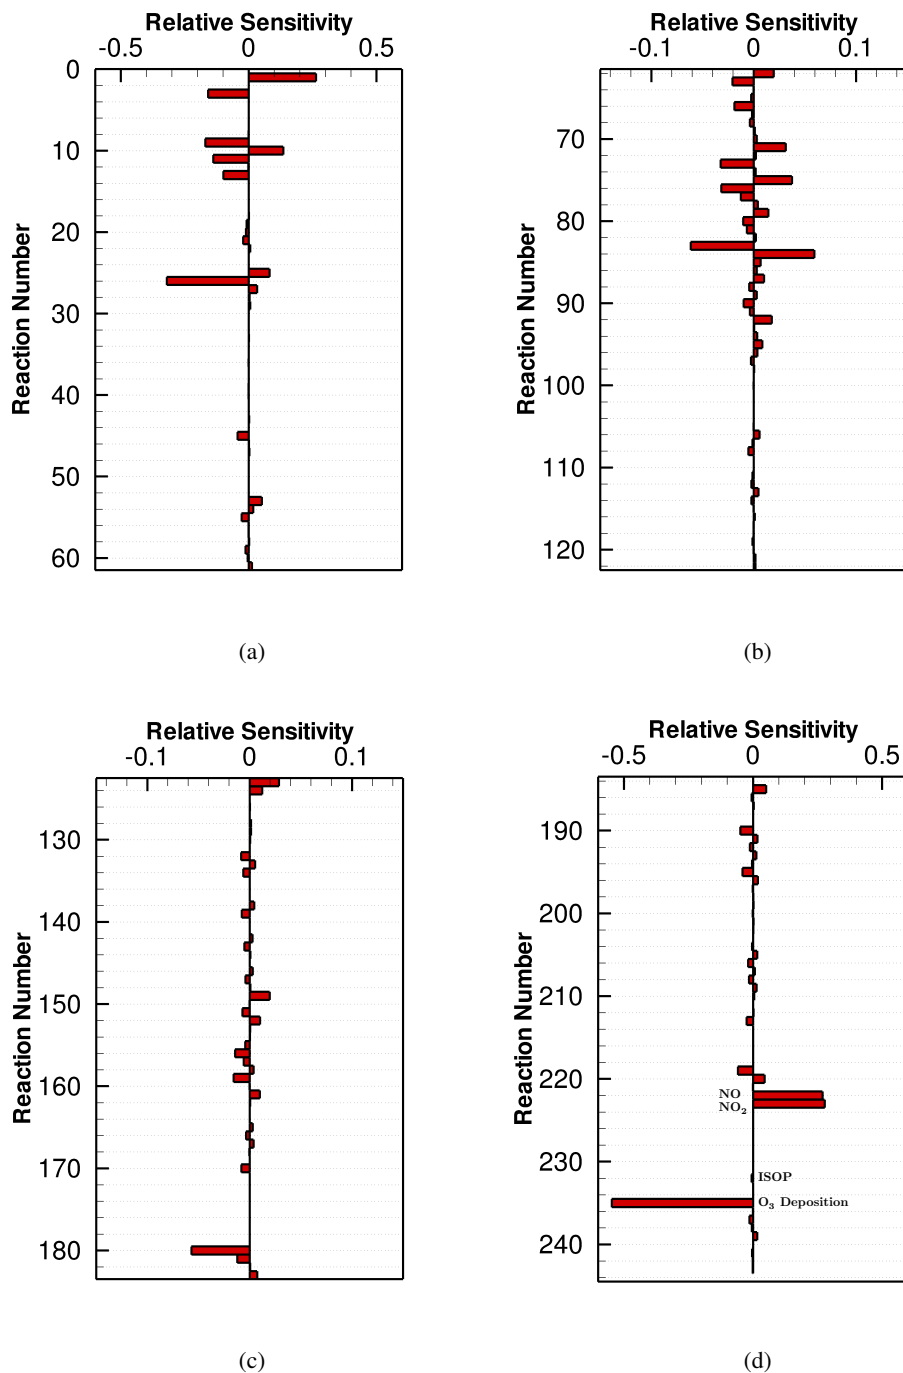 Relative Sensitivity
-0.5 0 0.5
0
10
20
30
40
50
60
Reaction Number
(a)
Relative Sensitivity
-0.1 0 0.1
70
80
90
100
110
120
Reaction Number
(b)
Relative Sensitivity
-0.1 0 0.1
130
140
150
160
170
180
Reaction Number
(c)
Relative Sensitivity
-0.5 0 0.5
190
200
210
220
230
240
Reaction Number
NO
NO₂
ISOP
O₃ Deposition
(d)